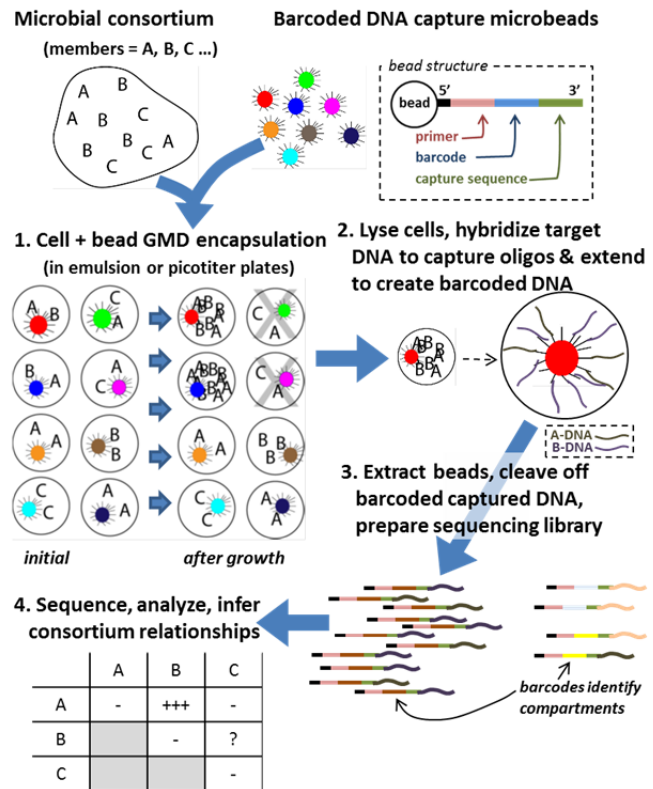 Microbial consortium
(members = A, B, C ...)
A
B
C
A
B
B
A
B
C
C
Barcoded DNA capture microbeads
bead structure
bead
5’
3’
primer
barcode
capture sequence
1. Cell + bead GMD encapsulation
(in emulsion or picotiter plates)
A
B
C
A
B
A
A
C
A
A
B
B
C
C
A
A
C
A
C
A
A
A
B
B
C
C
A
A
initial
after growth
2. Lyse cells, hybridize target
DNA to capture oligos & extend
to create barcoded DNA
A-DNA
B-DNA
3. Extract beads, cleave off
barcoded captured DNA,
prepare sequencing library
barcodes identify
compartments
4. Sequence, analyze, infer
consortium relationships
A B C
A - +++ -
B - ?
C -